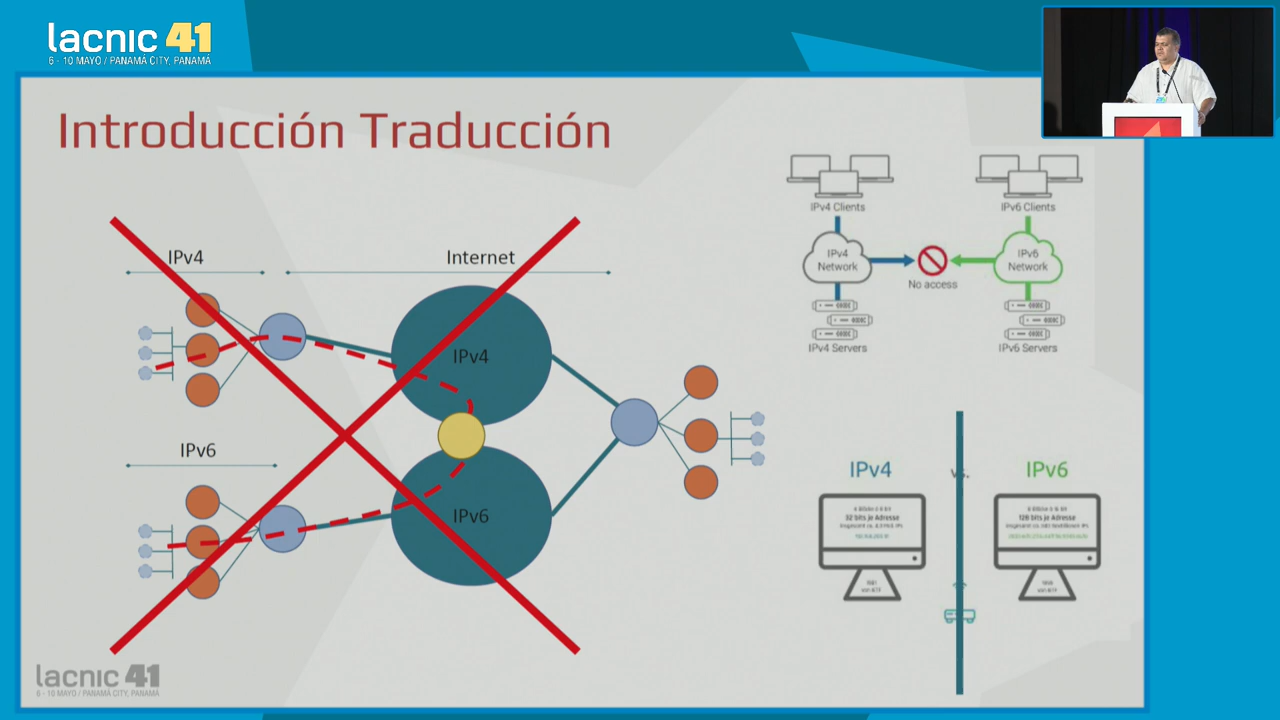 lacnic 41
6 - 10 MAYO / PANAMÁ CITY, PANAMÁ
Introducción Traducción
IPv4
Internet
IPv4
IPv6
IPv6
IPv4 Clients
IPv6 Clients
IPv4
Network
IPv6
Network
No access
IPv4 Servers
IPv6 Servers
IPv4
vs.
IPv6
32 bits je Adresse
128 bits je Adresse
lacnic 41
6 - 10 MAYO / PANAMÁ CITY, PANAMÁ